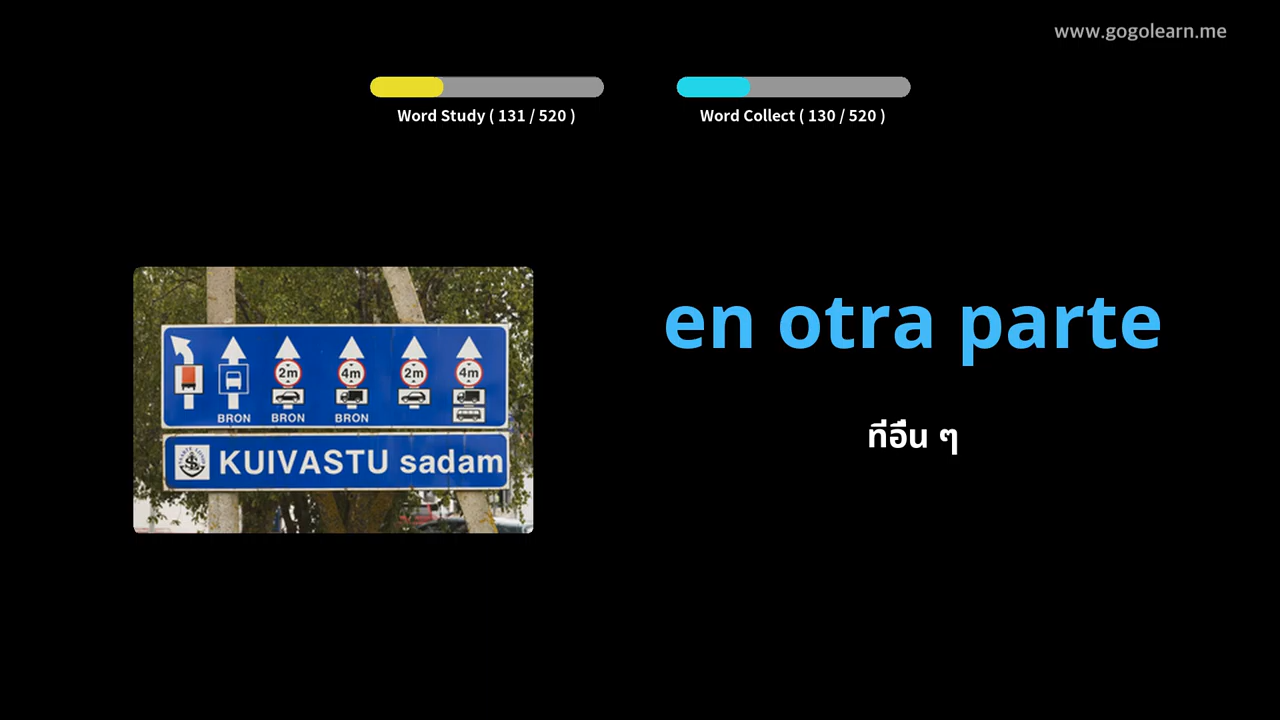 www.gogolearn.me
Word Study ( 131 / 520 )
Word Collect ( 130 / 520 )
2m 4m 2m 4m
BRON BRON BRON
KUIVASTU sadam
en otra parte
ที่อื่น ๆ